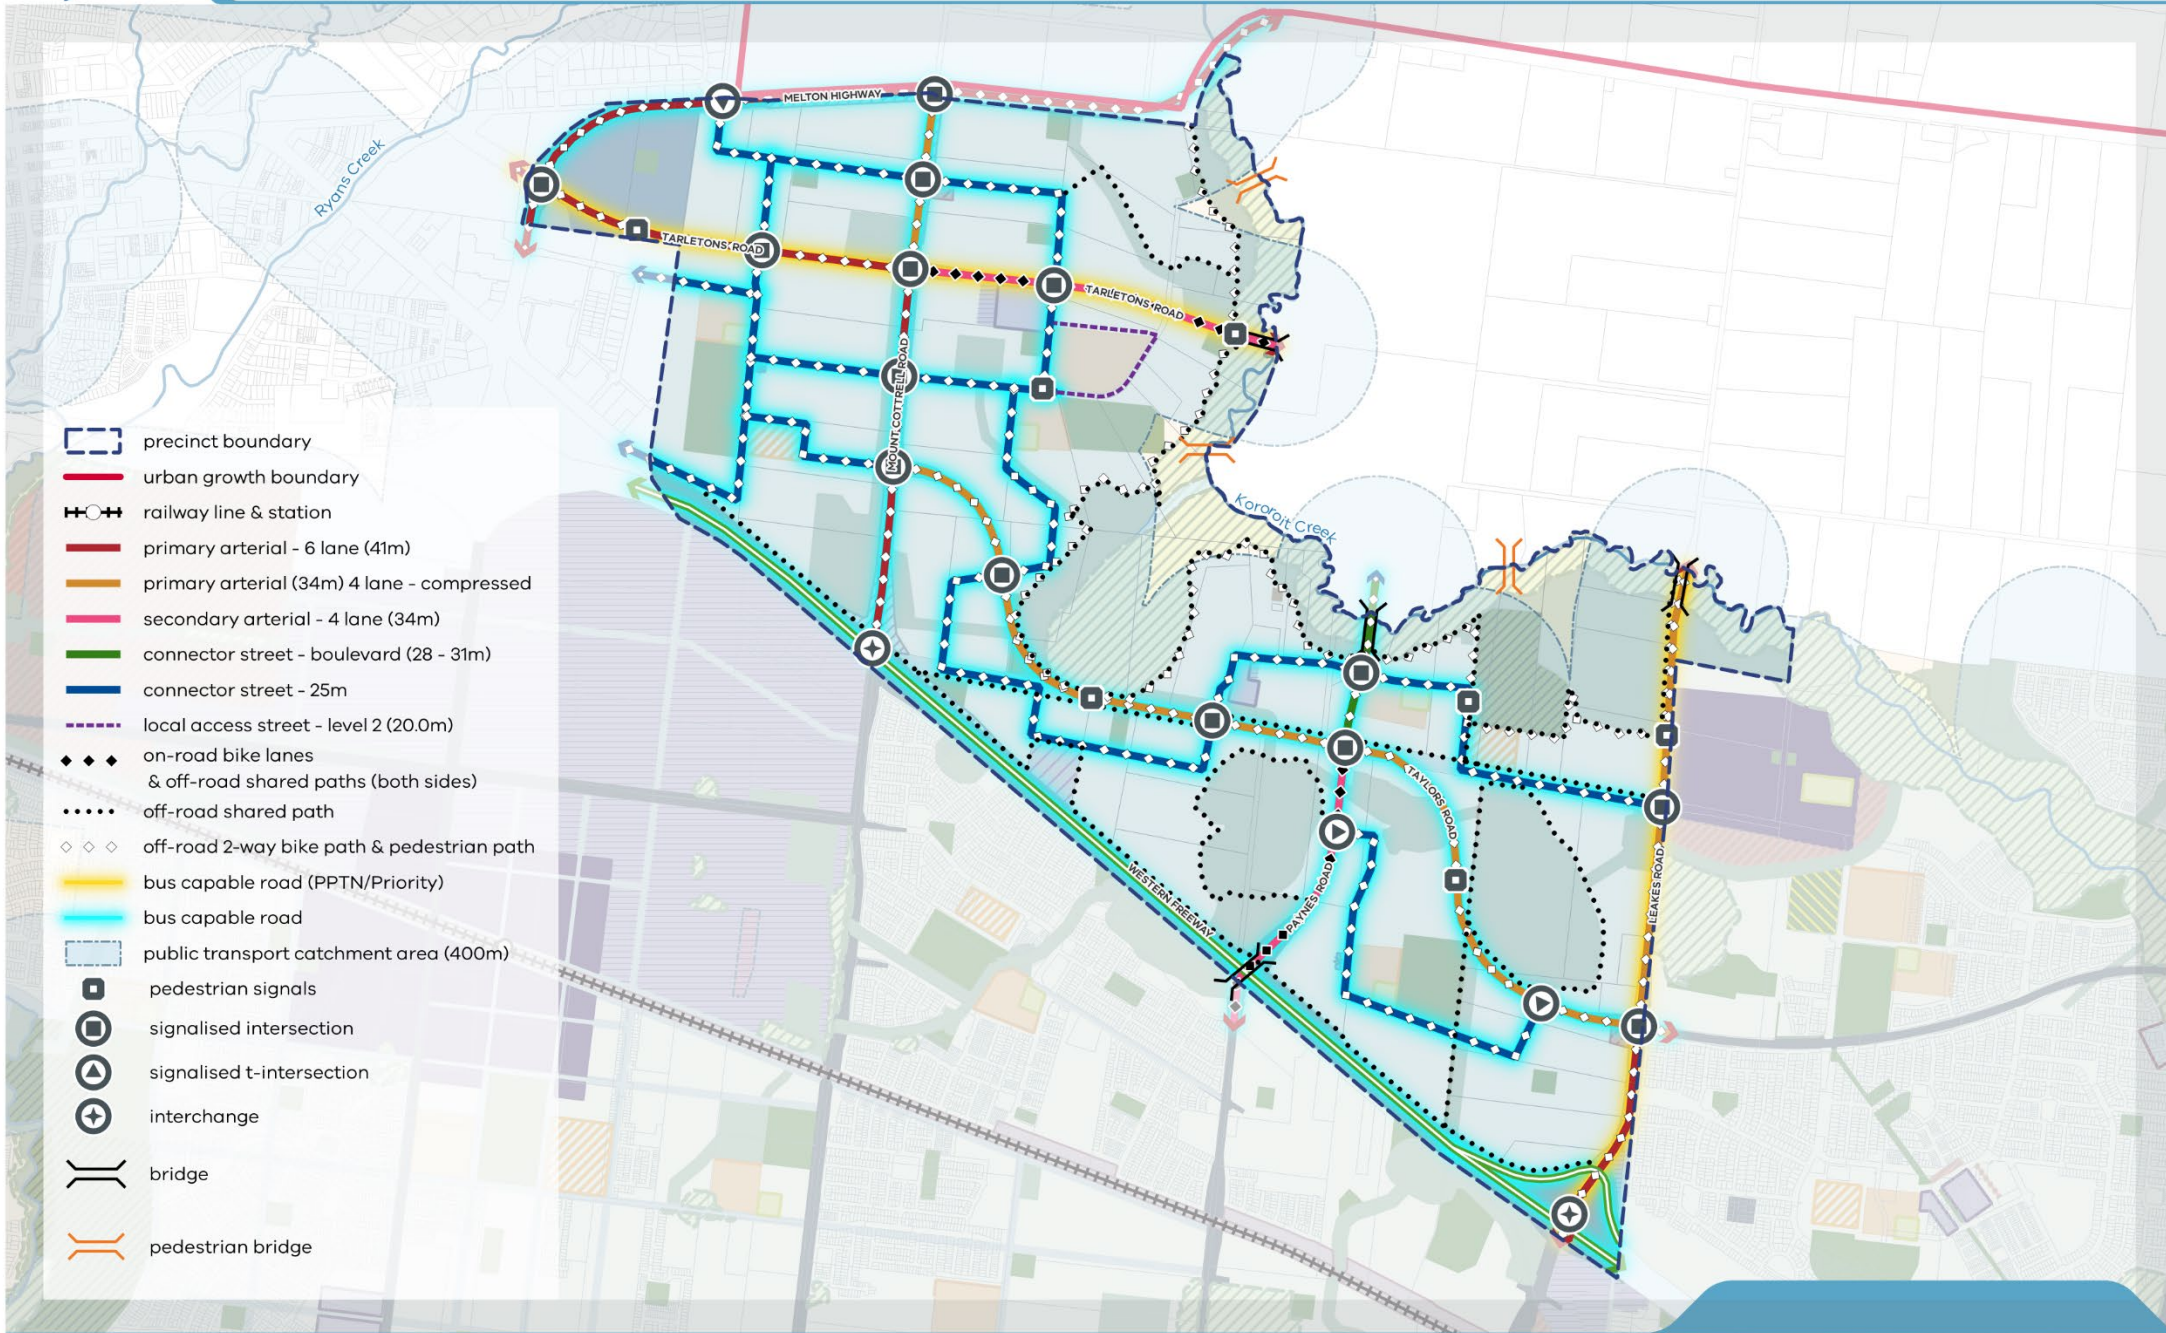 MELTON HIGHWAY
Ryans Creek
TARLETONS ROAD
TARLETONS ROAD
MOUNT COTTRELL ROAD
Kororoit Creek
TAYLORS ROAD
PAYNES ROAD
WESTERN FREEWAY
LEAKES ROAD
precinct boundary
urban growth boundary
railway line & station
primary arterial - 6 lane (41m)
primary arterial (34m) 4 lane - compressed
secondary arterial - 4 lane (34m)
connector street - boulevard (28 - 31m)
connector street - 25m
local access street - level 2 (20.0m)
on-road bike lanes
& off-road shared paths (both sides)
off-road shared path
off-road 2-way bike path & pedestrian path
bus capable road (PPTN/Priority)
bus capable road
public transport catchment area (400m)
pedestrian signals
signalised intersection
signalised t-intersection
interchange
bridge
pedestrian bridge